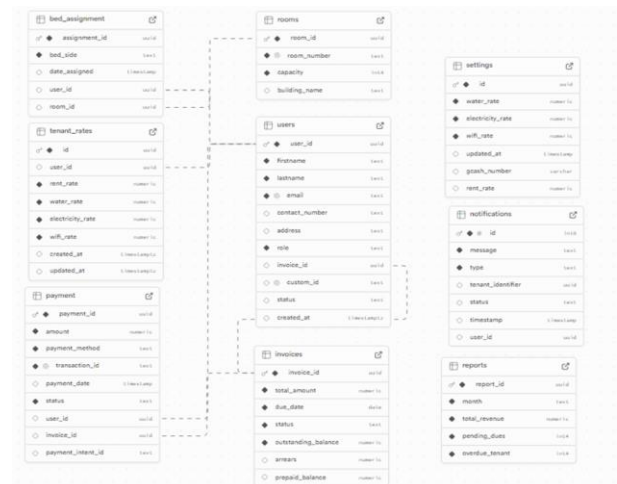 bed_assignment
assignment_id uuid
bed_side text
date_assigned timestamp
user_id uuid
room_id uuid
tenant_rates
id uuid
user_id uuid
rent_rate numeric
water_rate numeric
electricity_rate numeric
wifi_rate numeric
created_at timestamptz
updated_at timestamptz
payment
payment_id uuid
amount numeric
payment_method text
transaction_id text
payment_date timestamp
status text
user_id uuid
invoice_id uuid
payment_intent_id text
rooms
room_id uuid
room_number text
capacity int4
building_name text
users
user_id uuid
firstname text
lastname text
email text
contact_number text
address text
role text
invoice_id uuid
custom_id text
status text
created_at timestamptz
invoices
invoice_id uuid
total_amount numeric
due_date date
status text
outstanding_balance numeric
arrears numeric
prepaid_balance numeric
settings
id uuid
water_rate numeric
electricity_rate numeric
wifi_rate numeric
updated_at timestamp
gcash_number varchar
rent_rate numeric
notifications
id int8
message text
type text
tenant_identifier uuid
status text
timestamp timestamp
user_id uuid
reports
report_id uuid
month text
total_revenue numeric
pending_dues int4
overdue_tenant int4